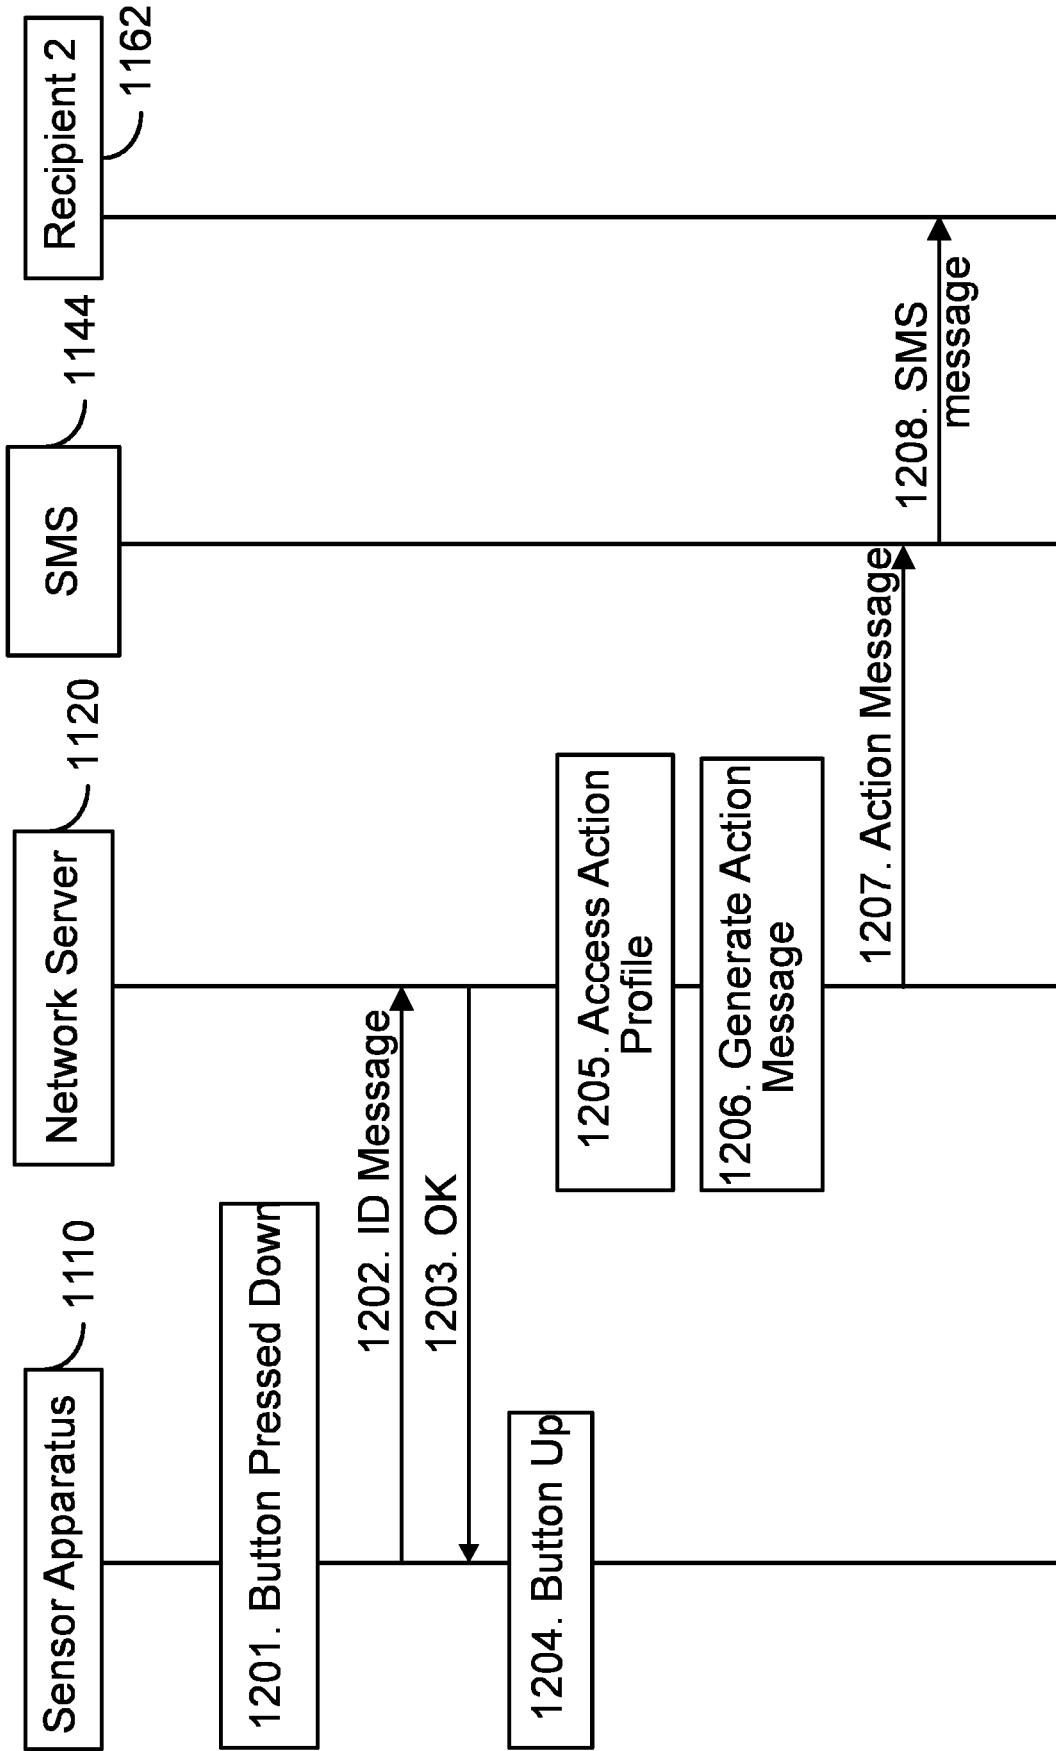 Sensor Apparatus
1110
Network Server
1120
SMS
1144
Recipient 2
1162
1201. Button Pressed Down
1202. ID Message
1203. OK
1204. Button Up
1205. Access Action
Profile
1206. Generate Action
Message
1207. Action Message
1208. SMS
message